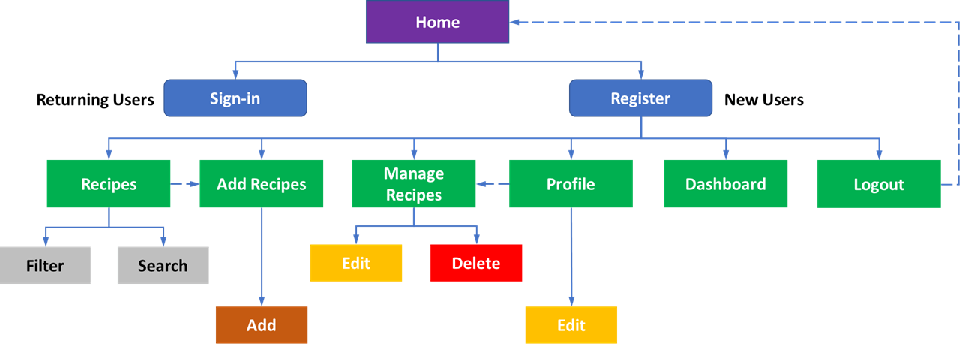 Home
Returning Users
Sign-in
Register
New Users
Recipes
Add Recipes
Manage
Recipes
Profile
Dashboard
Logout
Filter
Search
Edit
Delete
Add
Edit